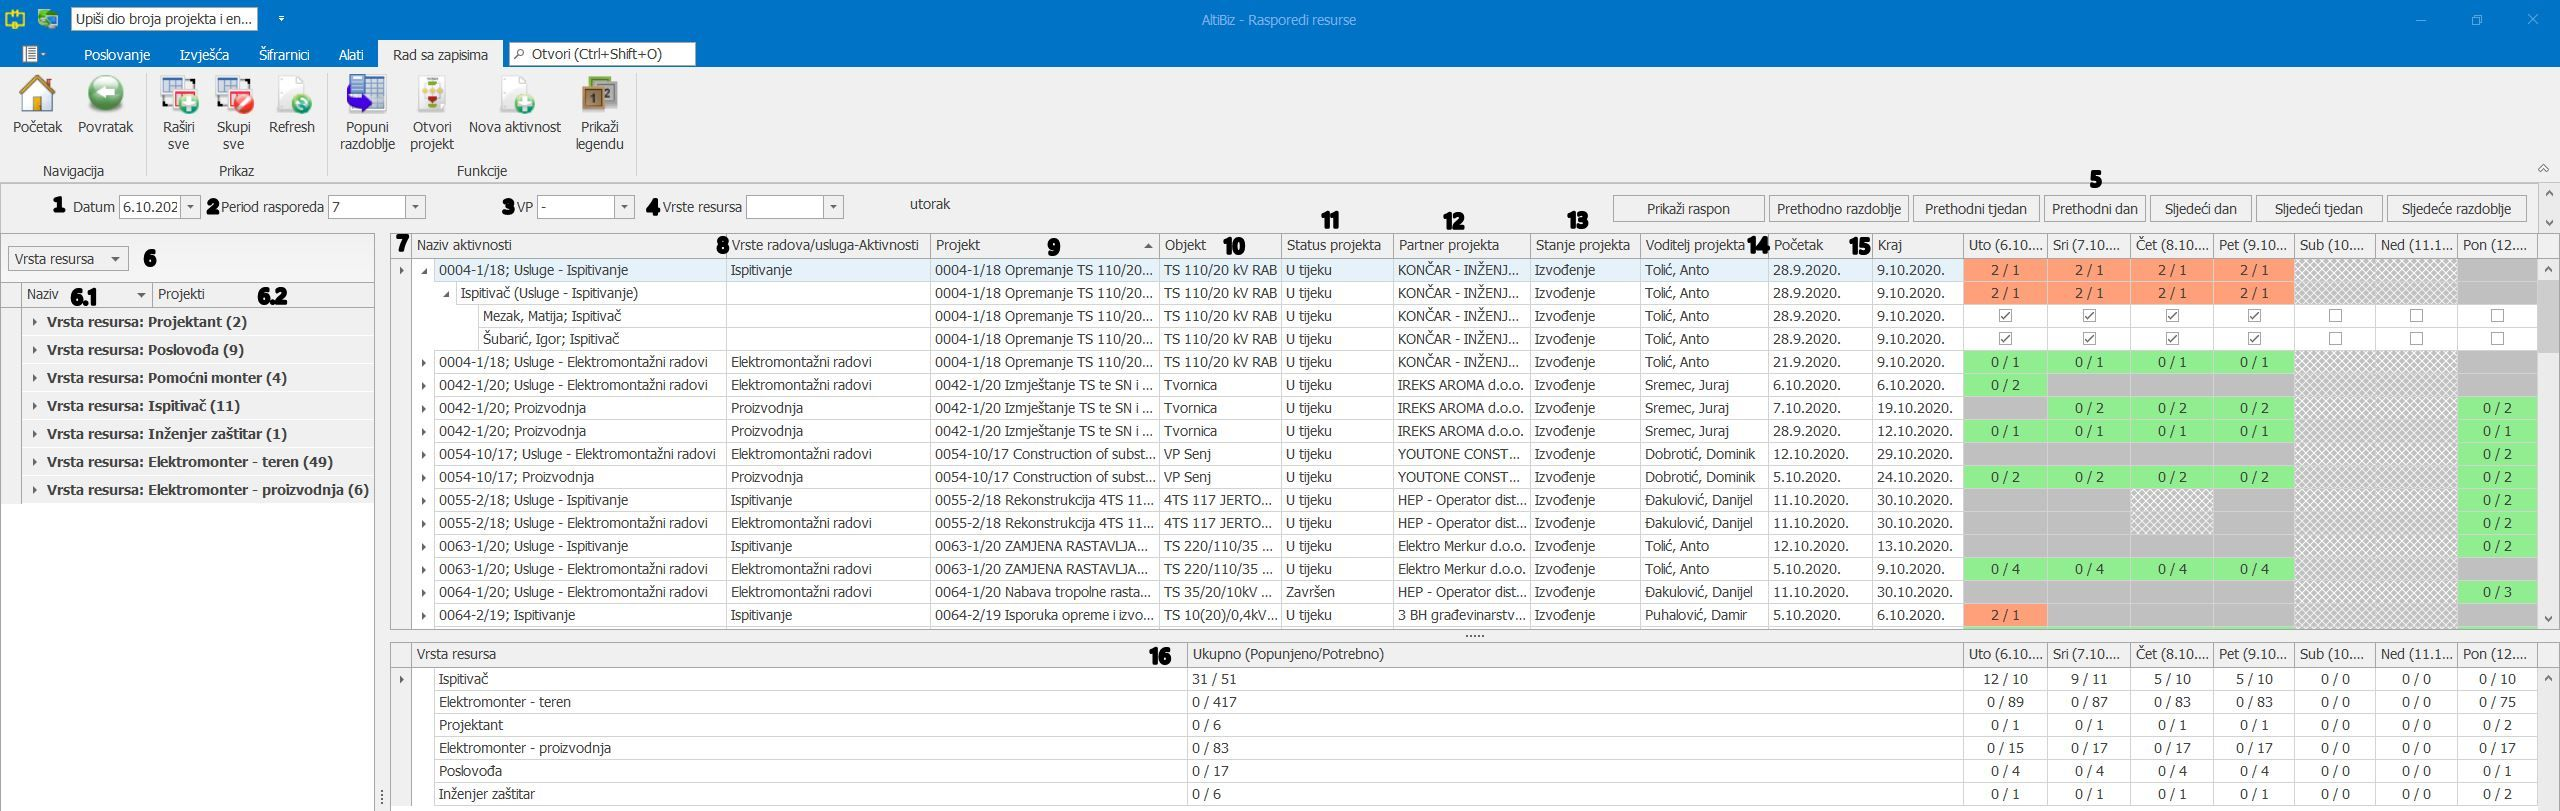 Upiši dio broja projekta i en...
AltiBiz - Rasporedi resurse
Poslovanje Izvješća Šifrarnici Alati Rad sa zapisima Otvori (Ctrl+Shift+O)
Početak Povratak Raširi sve Skupi sve Refresh Popuni razdoblje Otvori projekt Nova aktivnost Prikaži legendu
Navigacija Prikaz Funkcije
1 Datum 6.10.202 2 Period rasporeda 7 3 VP - 4 Vrste resursa utorak 5 Prikaži raspon Prethodno razdoblje Prethodni tjedan Prethodni dan Sljedeći dan Sljedeći tjedan Sljedeće razdoblje
Vrsta resursa 6
Naziv 6.1 Projekti 6.2
Vrsta resursa: Projektant (2)
Vrsta resursa: Poslovođa (9)
Vrsta resursa: Pomoćni monter (4)
Vrsta resursa: Ispitivač (11)
Vrsta resursa: Inženjer zaštitar (1)
Vrsta resursa: Elektromonter - teren (49)
Vrsta resursa: Elektromonter - proizvodnja (6)
11 12 13
7 Naziv aktivnosti 8 Vrste radova/usluga-Aktivnosti Projekt 9 Objekt 10 Status projekta Partner projekta Stanje projekta Voditelj projekta 14 Početak 15 Kraj Uto (6.10.... Sri (7.10.... Čet (8.10.... Pet (9.10.... Sub (10.... Ned (11.1... Pon (12....
0004-1/18; Usluge - Ispitivanje Ispitivanje 0004-1/18 Opremanje TS 110/20... TS 110/20 kV RAB U tijeku KONČAR - INŽENJ... Izvođenje Tolić, Anto 28.9.2020. 9.10.2020. 2 / 1 2 / 1 2 / 1 2 / 1
Ispitivač (Usluge - Ispitivanje) 0004-1/18 Opremanje TS 110/20... TS 110/20 kV RAB U tijeku KONČAR - INŽENJ... Izvođenje Tolić, Anto 28.9.2020. 9.10.2020. 2 / 1 2 / 1 2 / 1 2 / 1
Mezak, Matija; Ispitivač 0004-1/18 Opremanje TS 110/20... TS 110/20 kV RAB U tijeku KONČAR - INŽENJ... Izvođenje Tolić, Anto 28.9.2020. 9.10.2020.
Šubarić, Igor; Ispitivač 0004-1/18 Opremanje TS 110/20... TS 110/20 kV RAB U tijeku KONČAR - INŽENJ... Izvođenje Tolić, Anto 28.9.2020. 9.10.2020.
0004-1/18; Usluge - Elektromontažni radovi Elektromontažni radovi 0004-1/18 Opremanje TS 110/20... TS 110/20 kV RAB U tijeku KONČAR - INŽENJ... Izvođenje Tolić, Anto 21.9.2020. 9.10.2020. 0 / 1 0 / 1 0 / 1 0 / 1
0042-1/20; Usluge - Elektromontažni radovi Elektromontažni radovi 0042-1/20 Izmještanje TS te SN i ... Tvornica U tijeku IREKS AROMA d.o.o. Izvođenje Sremec, Juraj 6.10.2020. 6.10.2020. 0 / 2
0042-1/20; Proizvodnja Proizvodnja 0042-1/20 Izmještanje TS te SN i ... Tvornica U tijeku IREKS AROMA d.o.o. Izvođenje Sremec, Juraj 7.10.2020. 19.10.2020. 0 / 2 0 / 2 0 / 2 0 / 2
0042-1/20; Proizvodnja Proizvodnja 0042-1/20 Izmještanje TS te SN i ... Tvornica U tijeku IREKS AROMA d.o.o. Izvođenje Sremec, Juraj 28.9.2020. 12.10.2020. 0 / 1 0 / 1 0 / 1 0 / 1 0 / 1
0054-10/17; Usluge - Elektromontažni radovi Elektromontažni radovi 0054-10/17 Construction of subst... VP Senj U tijeku YOUTONE CONST... Izvođenje Dobrotić, Dominik 12.10.2020. 29.10.2020. 0 / 2
0054-10/17; Proizvodnja Proizvodnja 0054-10/17 Construction of subst... VP Senj U tijeku YOUTONE CONST... Izvođenje Dobrotić, Dominik 5.10.2020. 24.10.2020. 0 / 2 0 / 2 0 / 2 0 / 2 0 / 2
0055-2/18; Usluge - Ispitivanje Ispitivanje 0055-2/18 Rekonstrukcija 4TS 11... 4TS 117 JERTO... U tijeku HEP - Operator dist... Izvođenje Đakulović, Danijel 11.10.2020. 30.10.2020. 0 / 2
0055-2/18; Usluge - Elektromontažni radovi Elektromontažni radovi 0055-2/18 Rekonstrukcija 4TS 11... 4TS 117 JERTO... U tijeku HEP - Operator dist... Izvođenje Đakulović, Danijel 11.10.2020. 30.10.2020. 0 / 2
0063-1/20; Usluge - Ispitivanje Ispitivanje 0063-1/20 ZAMJENA RASTAVLJA... TS 220/110/35 ... U tijeku Elektro Merkur d.o.o. Izvođenje Tolić, Anto 12.10.2020. 13.10.2020. 0 / 2
0063-1/20; Usluge - Elektromontažni radovi Elektromontažni radovi 0063-1/20 ZAMJENA RASTAVLJA... TS 220/110/35 ... U tijeku Elektro Merkur d.o.o. Izvođenje Tolić, Anto 5.10.2020. 9.10.2020. 0 / 4 0 / 4 0 / 4 0 / 4
0064-1/20; Usluge - Elektromontažni radovi Elektromontažni radovi 0064-1/20 Nabava tropolne rasta... TS 35/20/10kV ... Završen HEP - Operator dist... Izvođenje Đakulović, Danijel 11.10.2020. 30.10.2020. 0 / 3
0064-2/19; Ispitivanje Ispitivanje 0064-2/19 Isporuka opreme i izvo... TS 10(20)/0,4kV... U tijeku 3 BH građevinarstv... Izvođenje Puhalović, Damir 5.10.2020. 6.10.2020. 2 / 1
Vrsta resursa 16 Ukupno (Popunjeno/Potrebno) Uto (6.10.... Sri (7.10.... Čet (8.10.... Pet (9.10.... Sub (10.... Ned (11.1... Pon (12....
Ispitivač 31 / 51 12 / 10 9 / 11 5 / 10 5 / 10 0 / 0 0 / 0 0 / 10
Elektromonter - teren 0 / 417 0 / 89 0 / 87 0 / 83 0 / 83 0 / 0 0 / 0 0 / 75
Projektant 0 / 6 0 / 1 0 / 1 0 / 1 0 / 1 0 / 0 0 / 0 0 / 2
Elektromonter - proizvodnja 0 / 83 0 / 15 0 / 17 0 / 17 0 / 17 0 / 0 0 / 0 0 / 17
Poslovođa 0 / 17 0 / 4 0 / 4 0 / 4 0 / 4 0 / 0 0 / 0 0 / 1
Inženjer zaštitar 0 / 6 0 / 1 0 / 1 0 / 1 0 / 1 0 / 0 0 / 0 0 / 2